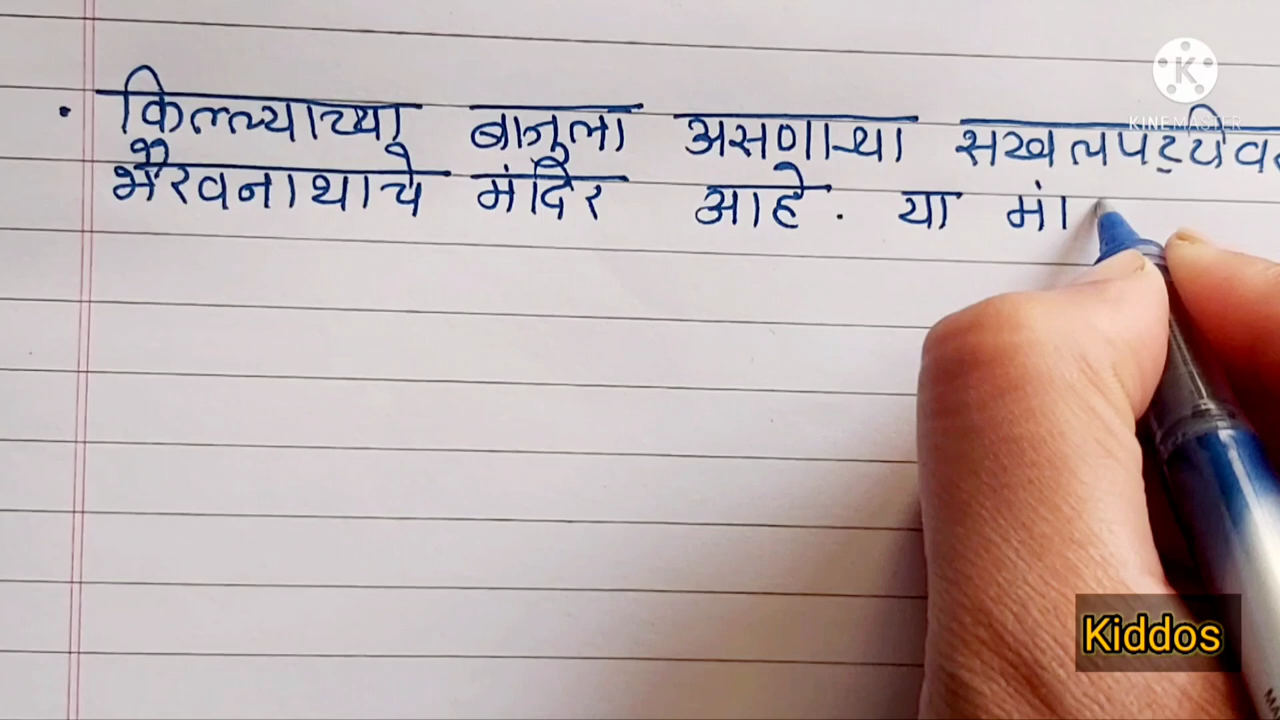 • किल्ल्याच्या बाजुला असणाऱ्या सखलपट्ट्येवर
भैरवनाथाचे मंदिर आहे. या मं
KINEMASTER
Kiddos